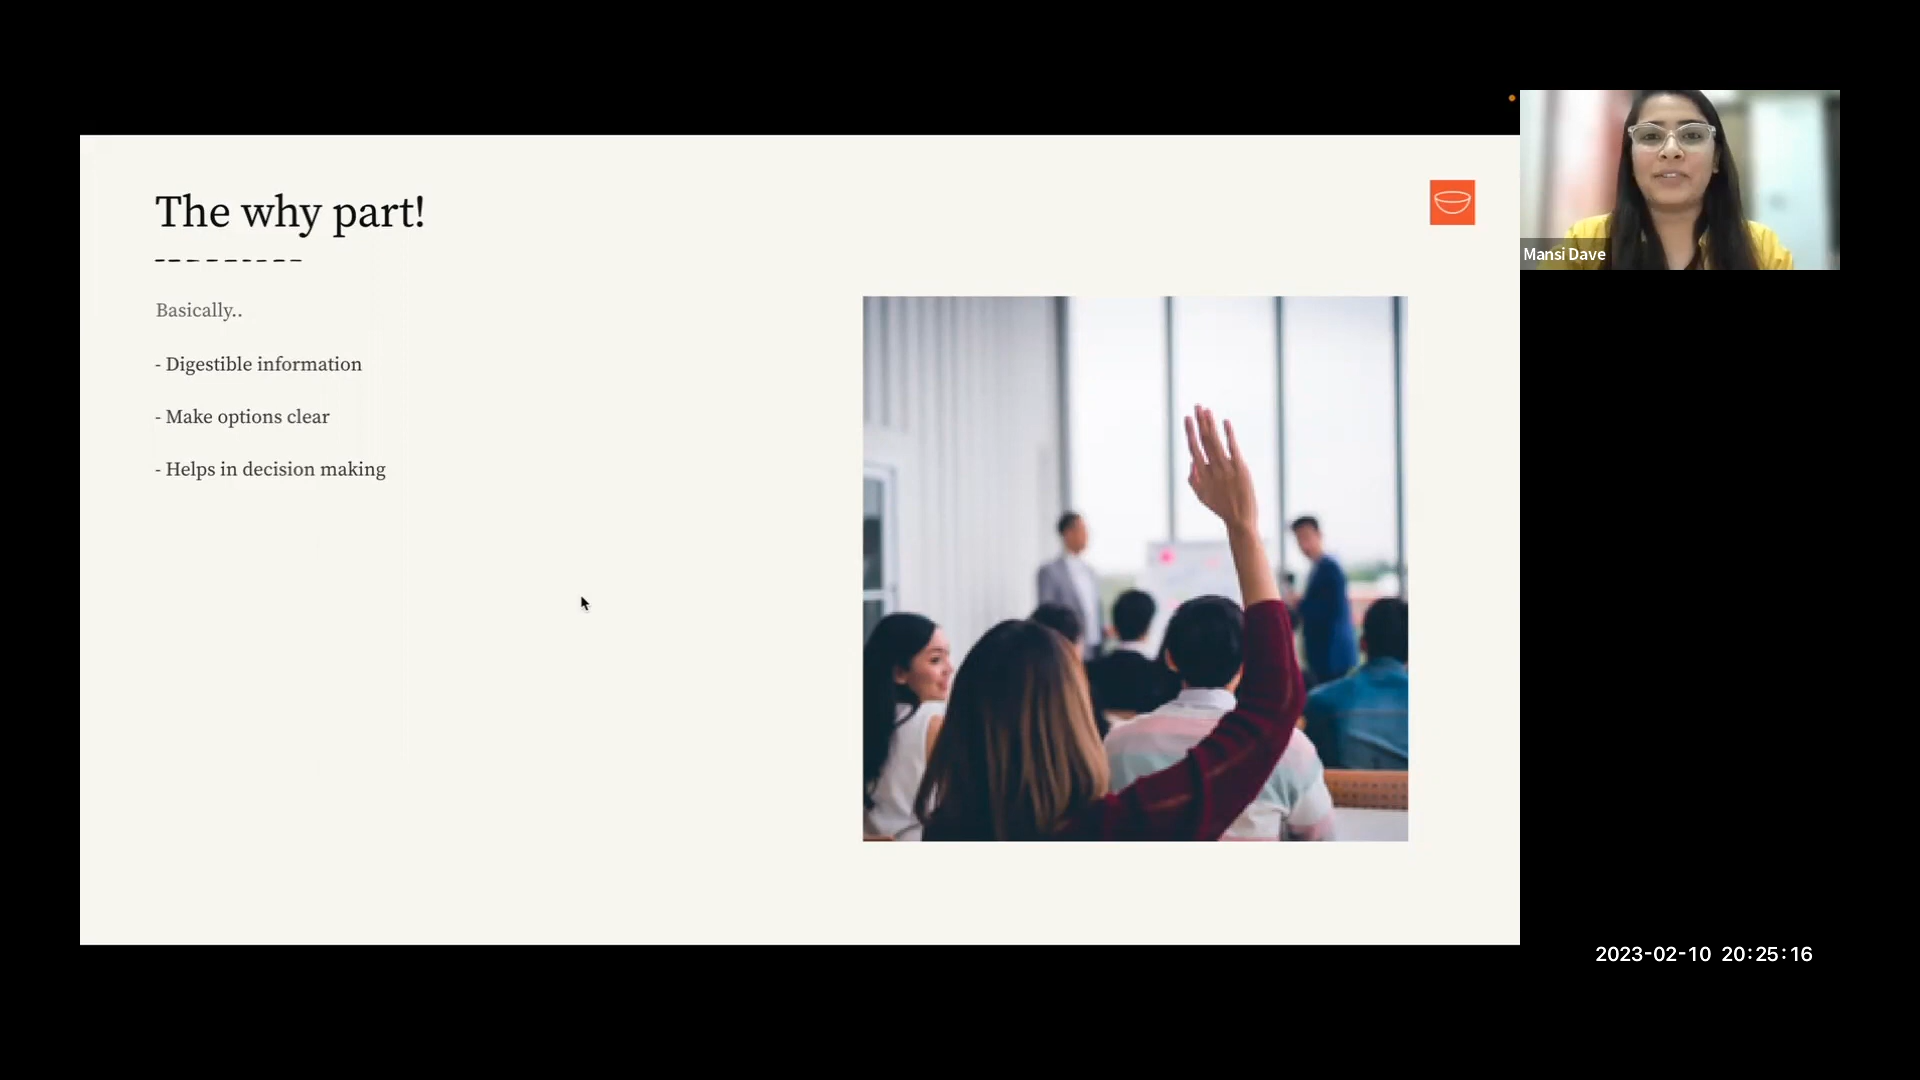 The why part!
Basically..
- Digestible information
- Make options clear
- Helps in decision making
Mansi Dave
2023-02-10 20:25:16